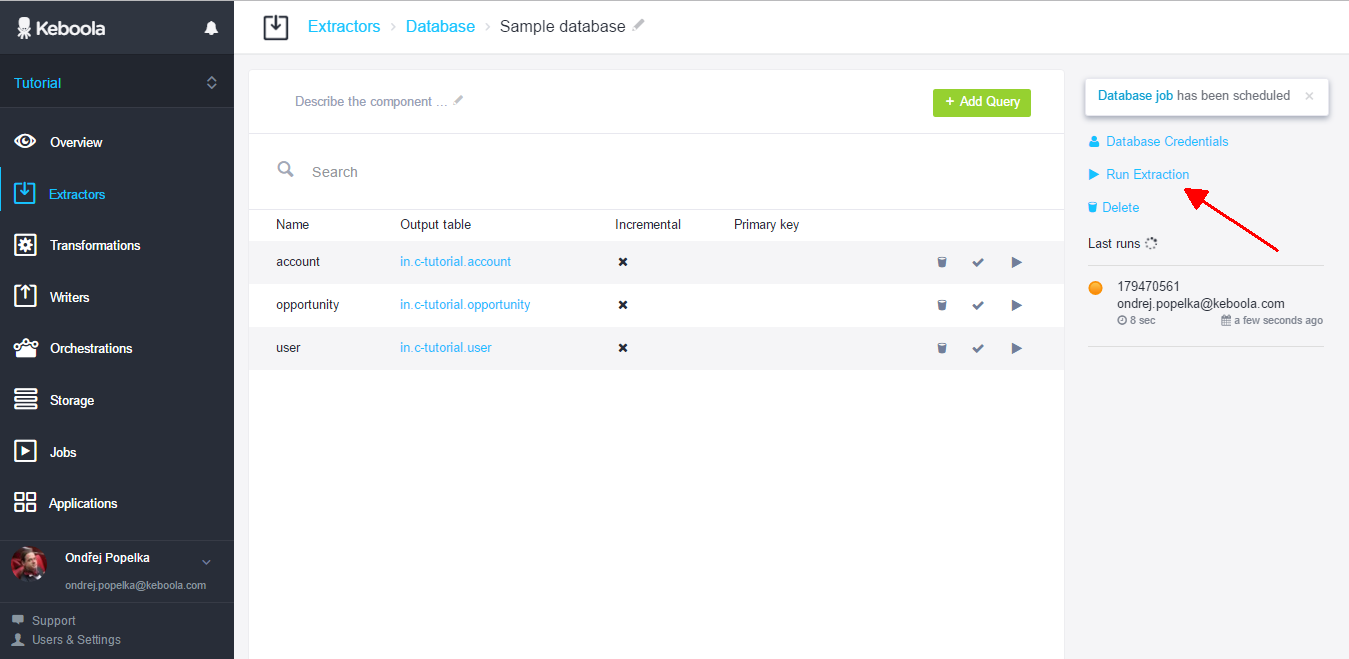 Keboola
Tutorial
Overview
Extractors
Transformations
Writers
Orchestrations
Storage
Jobs
Applications
Ondřej Popelka
ondrej.popelka@keboola.com
Support
Users & Settings
Extractors › Database › Sample database
Describe the component ...
+ Add Query
Search
Name Output table Incremental Primary key
account in.c-tutorial.account
opportunity in.c-tutorial.opportunity
user in.c-tutorial.user
Database job has been scheduled ×
Database Credentials
Run Extraction
Delete
Last runs
179470561
ondrej.popelka@keboola.com
8 sec a few seconds ago